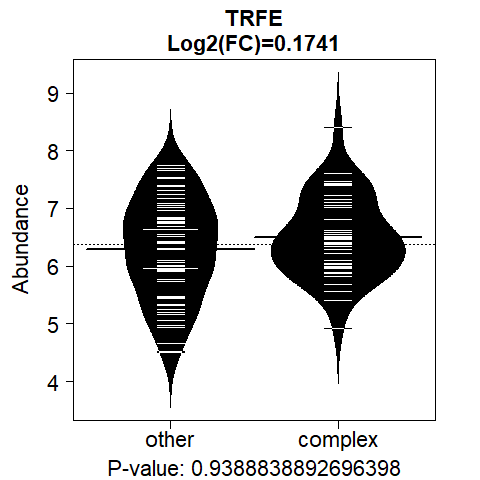 TRFE
Log2(FC)=0.1741
Abundance
9
8
7
6
5
4
other complex
P-value: 0.9388838892696398